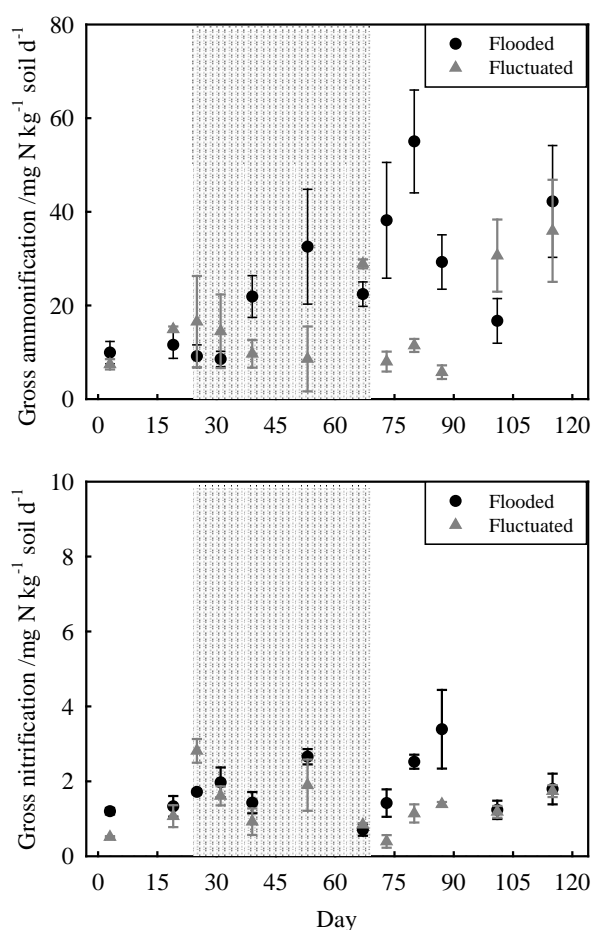 Gross ammonification /mg N kg⁻¹ soil d⁻¹
80
60
40
20
0
Flooded
Fluctuated
0 15 30 45 60 75 90 105 120
Gross nitrification /mg N kg⁻¹ soil d⁻¹
10
8
6
4
2
0
Flooded
Fluctuated
0 15 30 45 60 75 90 105 120
Day